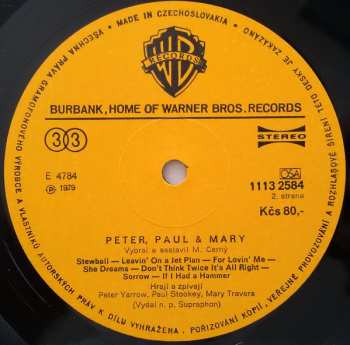 MADE IN CZECHOSLOVAKIA • VŠECHNA PRÁVA GRAMOFONOVÉHO VÝROBCE A VLASTNÍKŮ AUTORSKÝCH PRÁV K DÍLU VYHRAŽENA. POŘIZOVÁNÍ KOPIÍ, VEREJNÉ PROVOZOVÁNÍ A ROZHLASOVÉ ŠÍŘENÍ TÉTO DESKY JE ZAKÁZÁNO
WB
RECORDS
BURBANK, HOME OF WARNER BROS. RECORDS
33
STEREO
E 4784
Ⓟ 1979
OSA
1113 2584
2. strana
Kčs 80,-
PETER, PAUL & MARY
Vybral a sestavil M. Černý
Stewball — Leavin' On a Jet Plan — For Lovin' Me —
She Dreams — Don't Think Twice It's All Right —
Sorrow — If I Had a Hammer
Hrají a zpívají
Peter Yarrow, Paul Stookey, Mary Travers
(Vydal n. p. Supraphon)